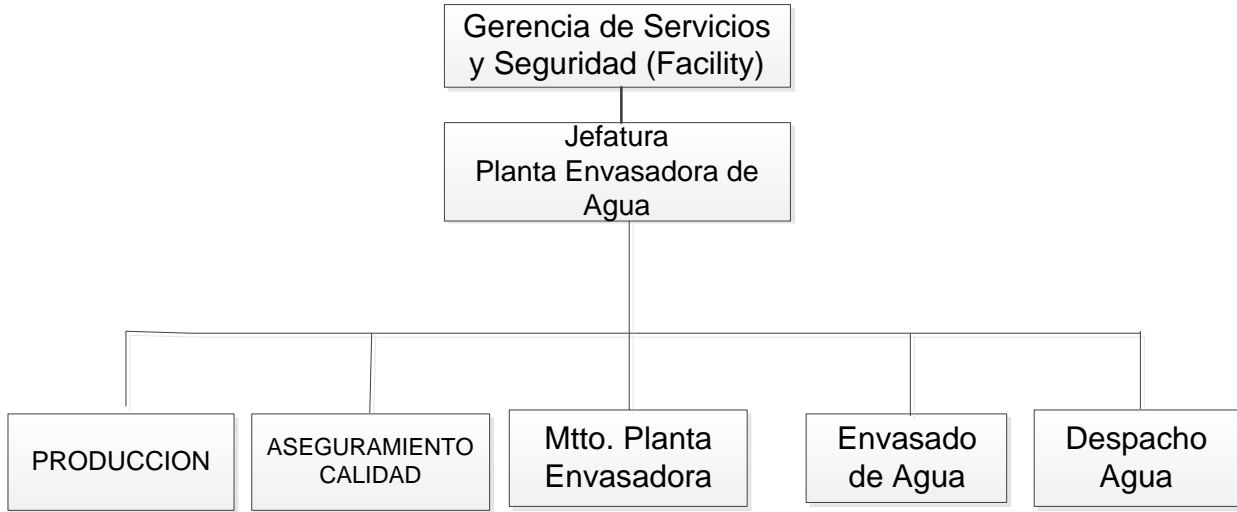 Gerencia de Servicios
y Seguridad (Facility)
Jefatura
Planta Envasadora de
Agua
PRODUCCION
ASEGURAMIENTO
CALIDAD
Mtto. Planta
Envasadora
Envasado
de Agua
Despacho
Agua